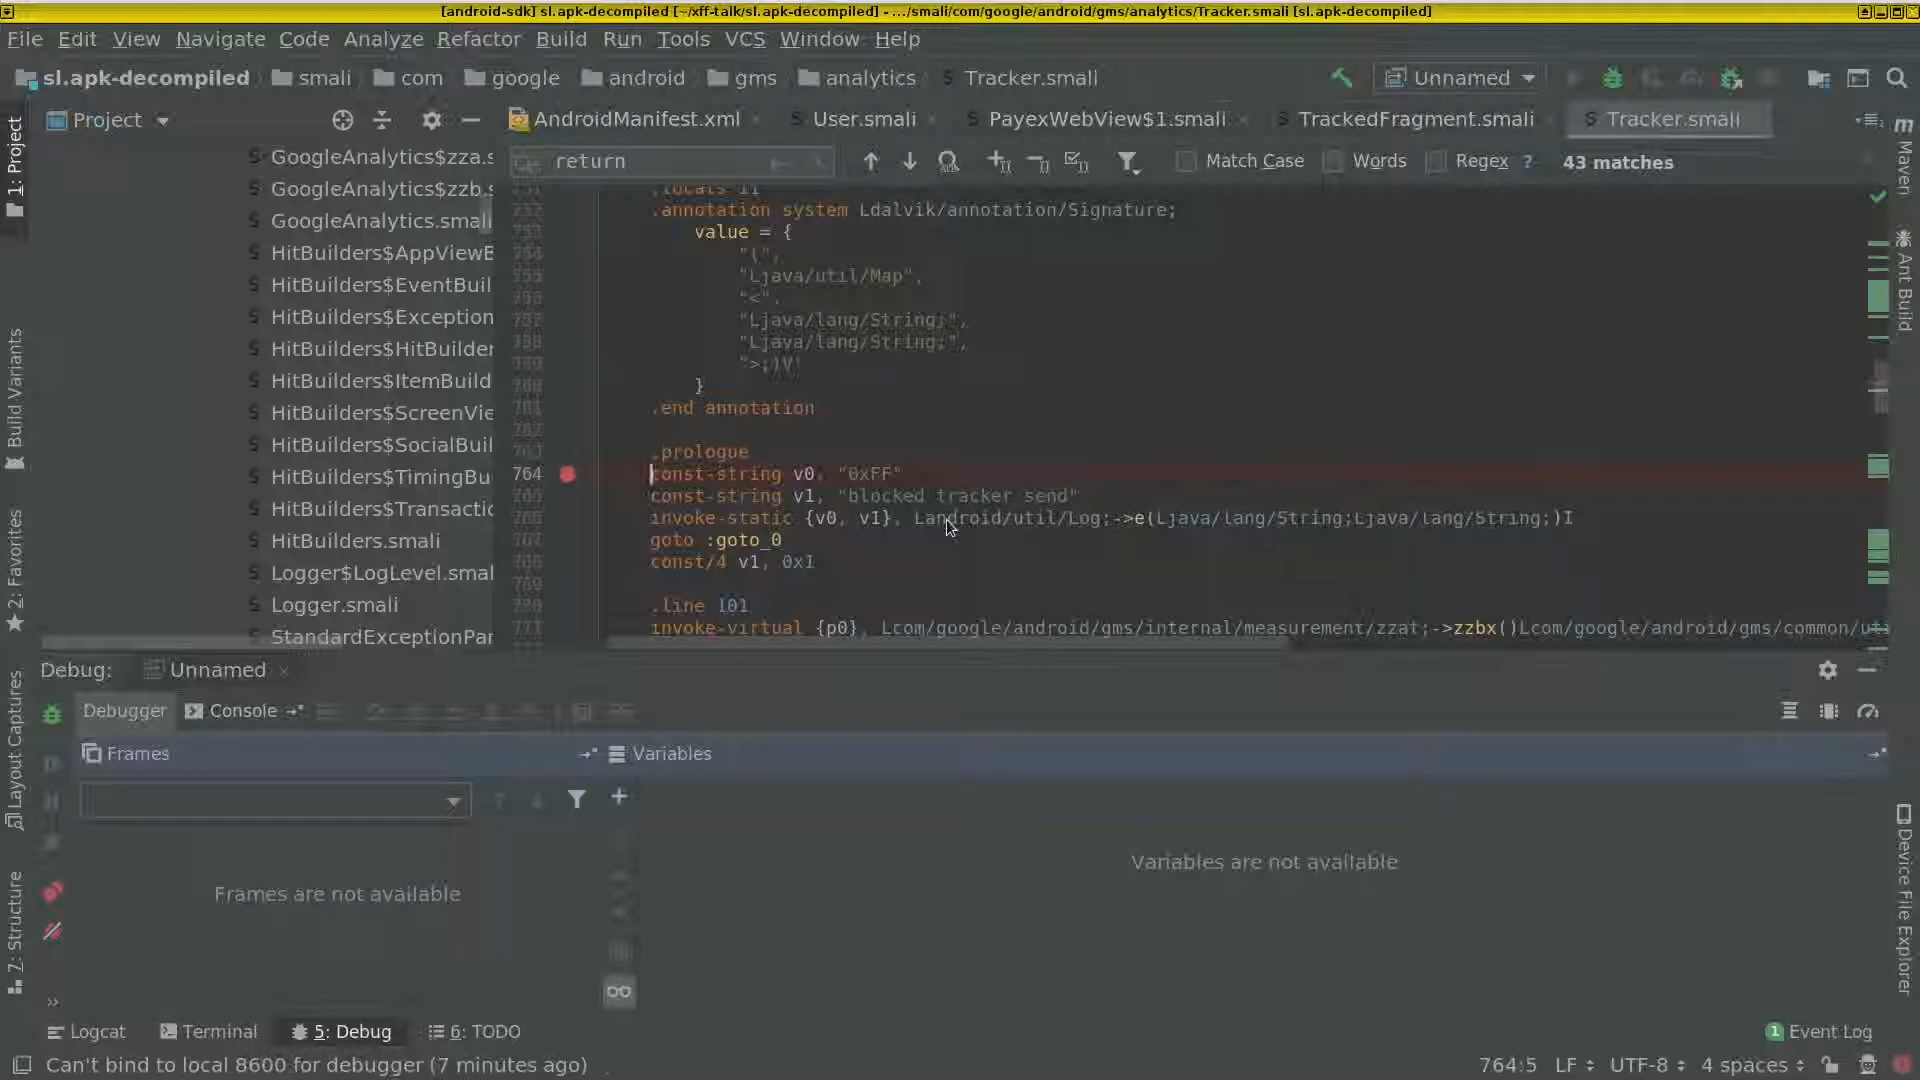 [android-sdk] sl.apk-decompiled [~/xff-talk/sl.apk-decompiled] - .../smali/com/google/android/gms/analytics/Tracker.smali [sl.apk-decompiled]
File Edit View Navigate Code Analyze Refactor Build Run Tools VCS Window Help
sl.apk-decompiled smali com google android gms analytics Tracker.smali Unnamed
Project AndroidManifest.xml User.smali PayexWebView$1.smali TrackedFragment.smali Tracker.smali
return Match Case Words Regex ? 43 matches
1: Project
Build Variants
2: Favorites
Layout Captures
7: Structure
GoogleAnalytics$zza.s
GoogleAnalytics$zzb.s
GoogleAnalytics.smali
HitBuilders$AppViewB
HitBuilders$EventBuil
HitBuilders$Exception
HitBuilders$HitBuilder
HitBuilders$ItemBuild
HitBuilders$ScreenVie
HitBuilders$SocialBuil
HitBuilders$TimingBu
HitBuilders$Transactic
HitBuilders.smali
Logger$LogLevel.smal
Logger.smali
StandardExceptionPar
.locals 11
.annotation system Ldalvik/annotation/Signature;
value = {
"(",
"Ljava/util/Map",
"<",
"Ljava/lang/String;",
"Ljava/lang/String;",
">;)V"
}
.end annotation
.prologue
764 const-string v0, "0xFF"
const-string v1, "blocked tracker send"
invoke-static {v0, v1}, Landroid/util/Log;->e(Ljava/lang/String;Ljava/lang/String;)I
goto :goto_0
const/4 v1, 0x1
.line 101
invoke-virtual {p0}, Lcom/google/android/gms/internal/measurement/zzat;->zzbx()Lcom/google/android/gms/common/uti
Maven
Ant Build
Device File Explorer
Debug: Unnamed
Debugger Console
Frames Variables
Frames are not available
Variables are not available
Logcat Terminal 5: Debug 6: TODO 1 Event Log
Can't bind to local 8600 for debugger (7 minutes ago) 764:5 LF UTF-8 4 spaces